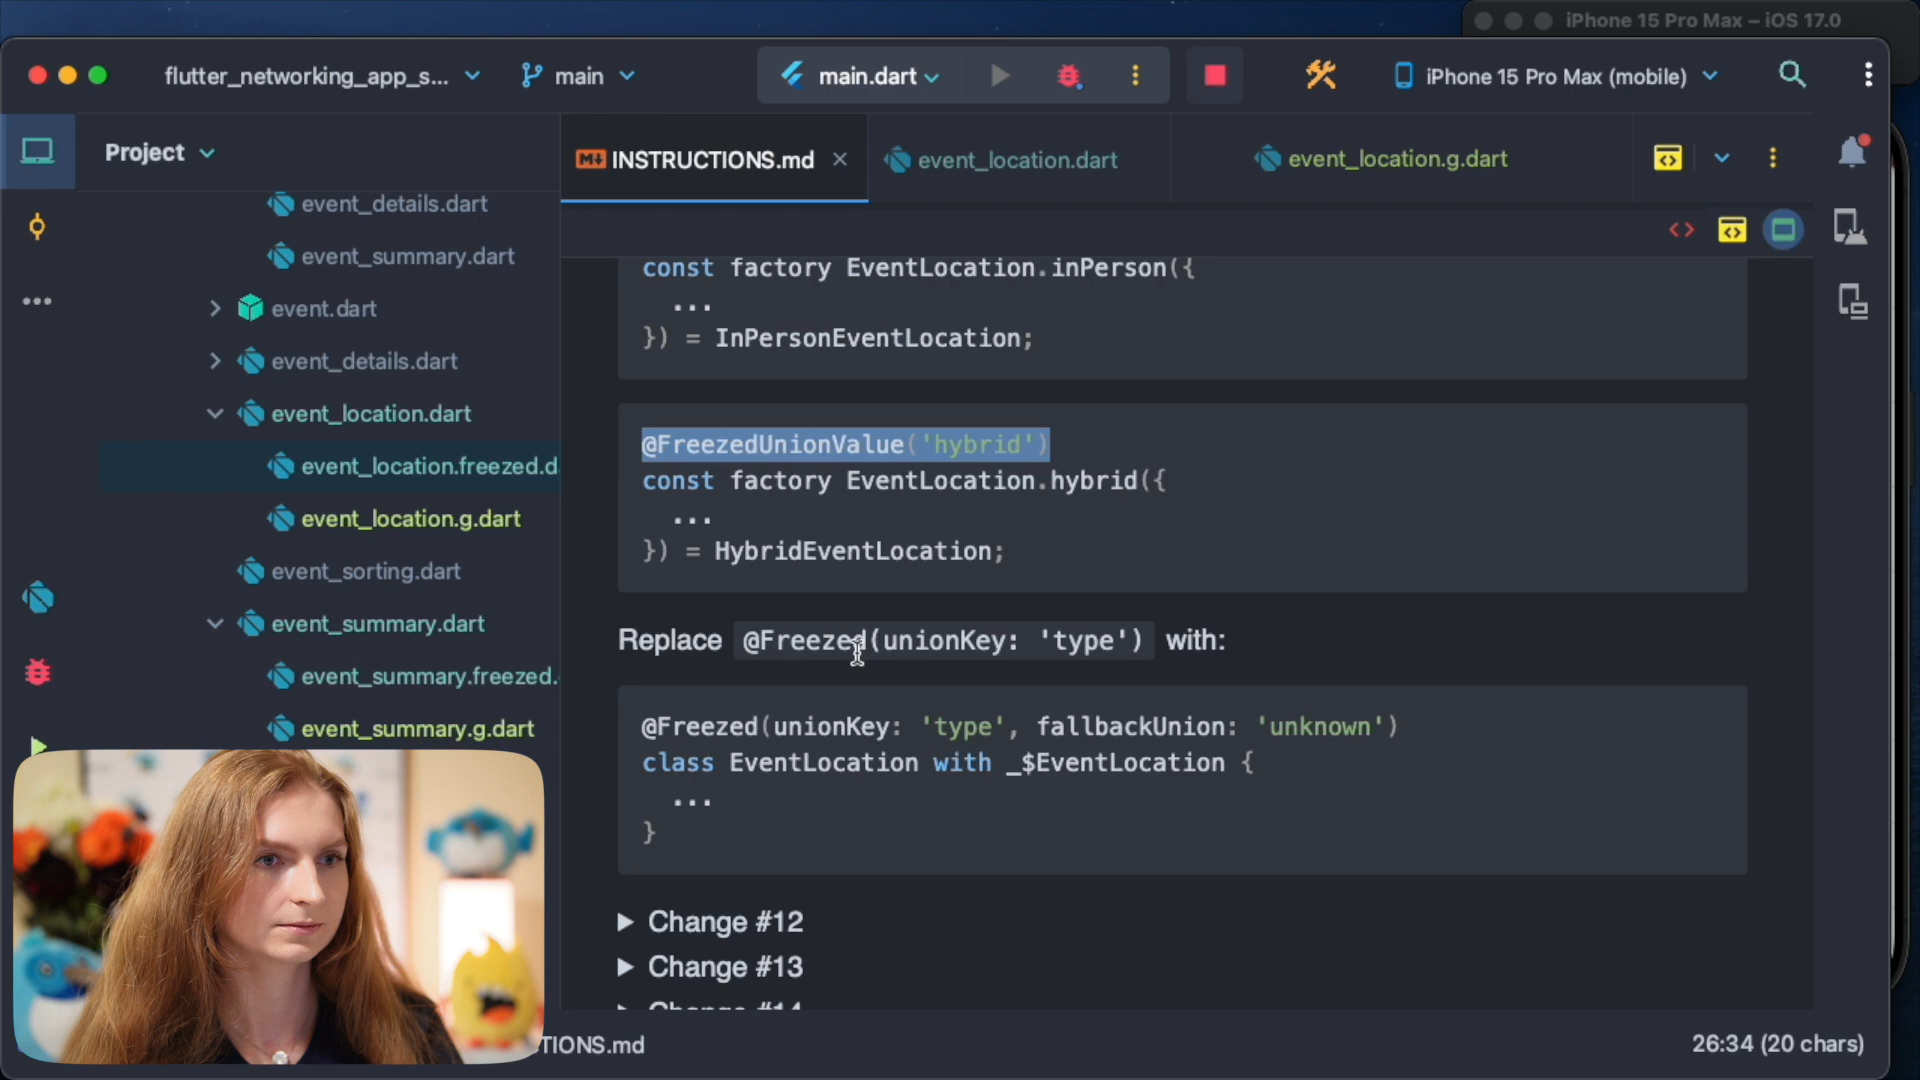 iPhone 15 Pro Max – iOS 17.0
flutter_networking_app_s...
main
main.dart
iPhone 15 Pro Max (mobile)
Project
INSTRUCTIONS.md
event_location.dart
event_location.g.dart
event_details.dart
event_summary.dart
event.dart
event_details.dart
event_location.dart
event_location.freezed.d
event_location.g.dart
event_sorting.dart
event_summary.dart
event_summary.freezed.
event_summary.g.dart
const factory EventLocation.inPerson({
...
}) = InPersonEventLocation;
@FreezedUnionValue('hybrid')
const factory EventLocation.hybrid({
...
}) = HybridEventLocation;
Replace @Freezed(unionKey: 'type') with:
@Freezed(unionKey: 'type', fallbackUnion: 'unknown')
class EventLocation with _$EventLocation {
...
}
Change #12
Change #13
Change #14
TIONS.md
26:34 (20 chars)